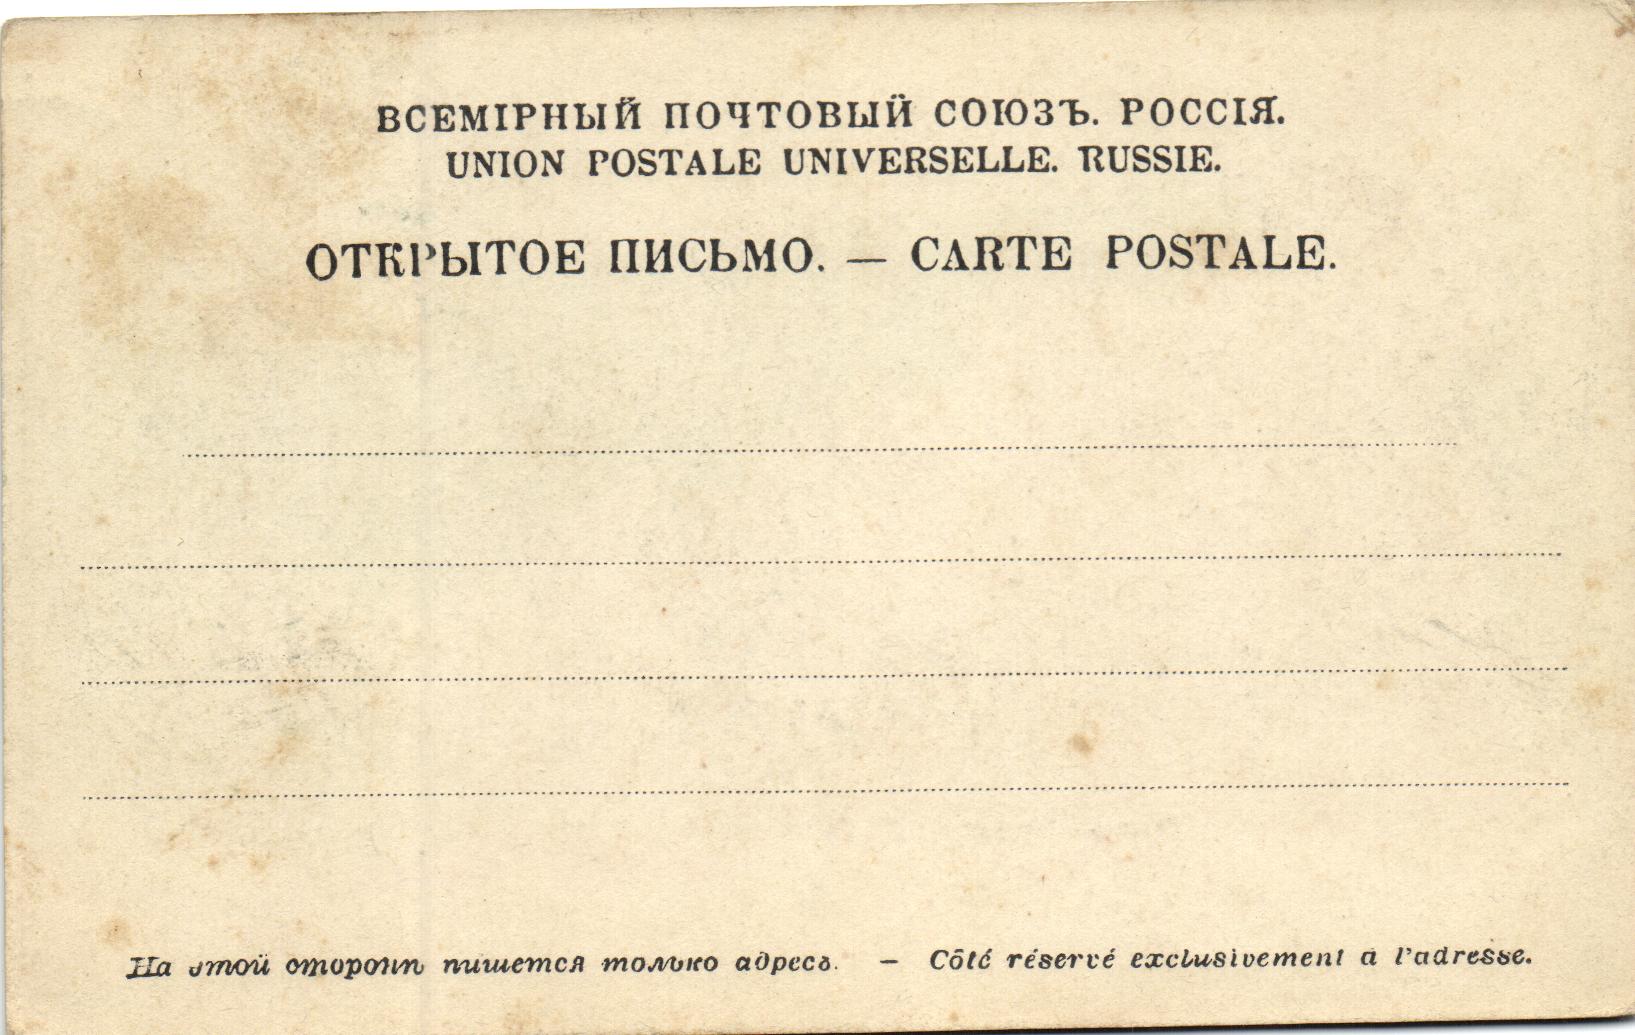 ВСЕМІРНЫЙ ПОЧТОВЫЙ СОЮЗЪ. РОССІЯ.
UNION POSTALE UNIVERSELLE. RUSSIE.
ОТКРЫТОЕ ПИСЬМО. — CARTE POSTALE.
На этой сторонѣ пишется только адресъ. — Côté réservé exclusivement à l'adresse.